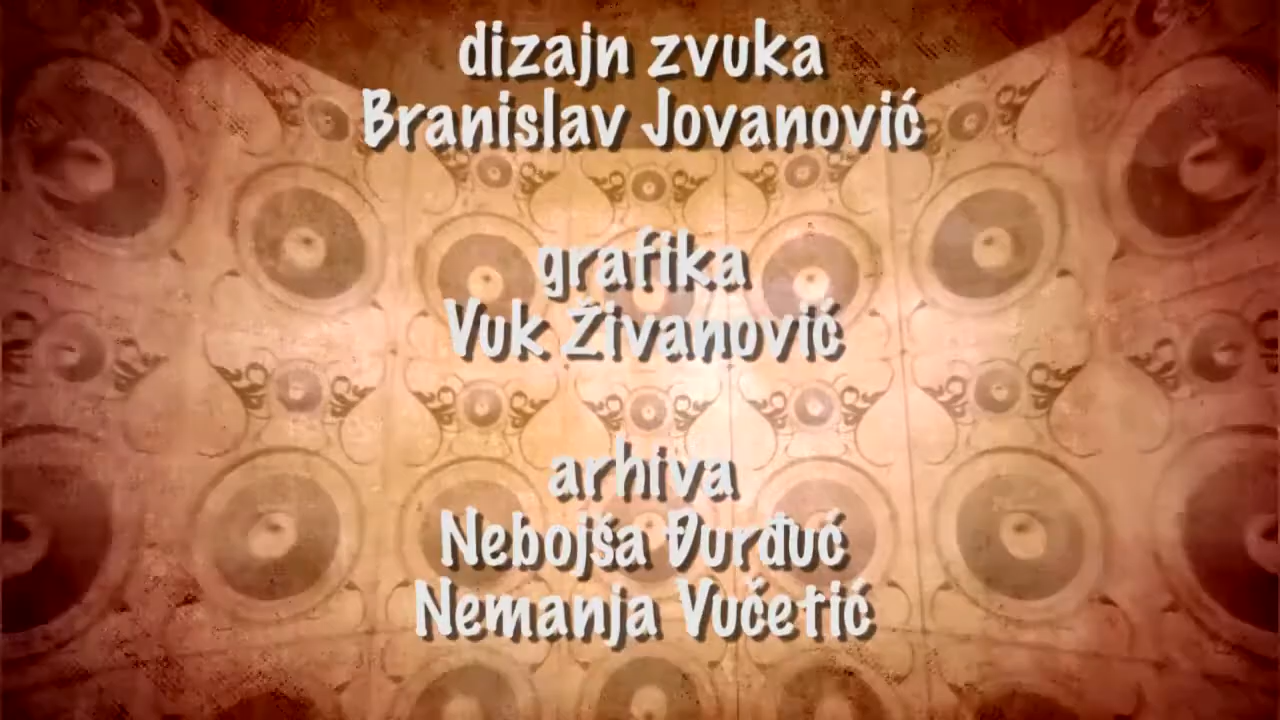 dizajn zvuka
Branislav Jovanović
grafika
Vuk Živanović
arhiva
Nebojša Đurđuć
Nemanja Vučetić